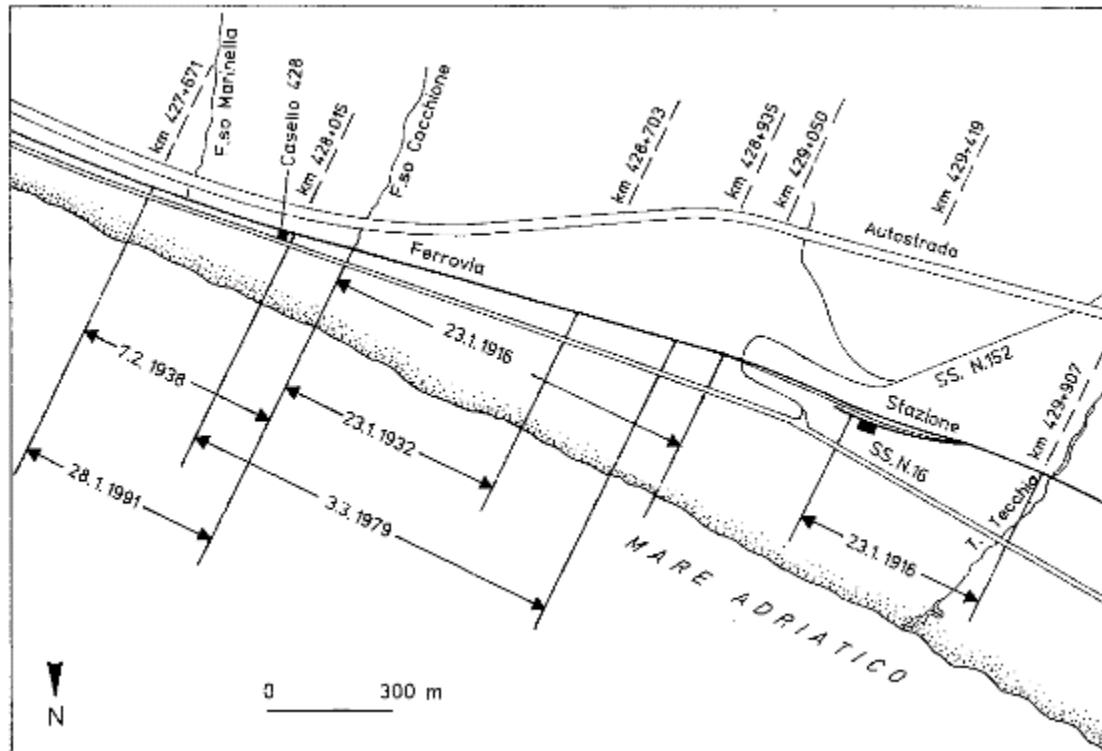 km 427+671
F.so Marinella
Casello 428
km 428+015
F.so Cacchione
km 428+703
km 428+935
km 429+050
km 429+419
Autostrada
Ferrovia
23.1.1916
7.2.1938
23.1.1932
28.1.1991
3.3.1979
SS. N.152
Stazione
SS.N.16
km 429+907
T. Tecchia
23.1.1916
MARE ADRIATICO
N
0 300 m